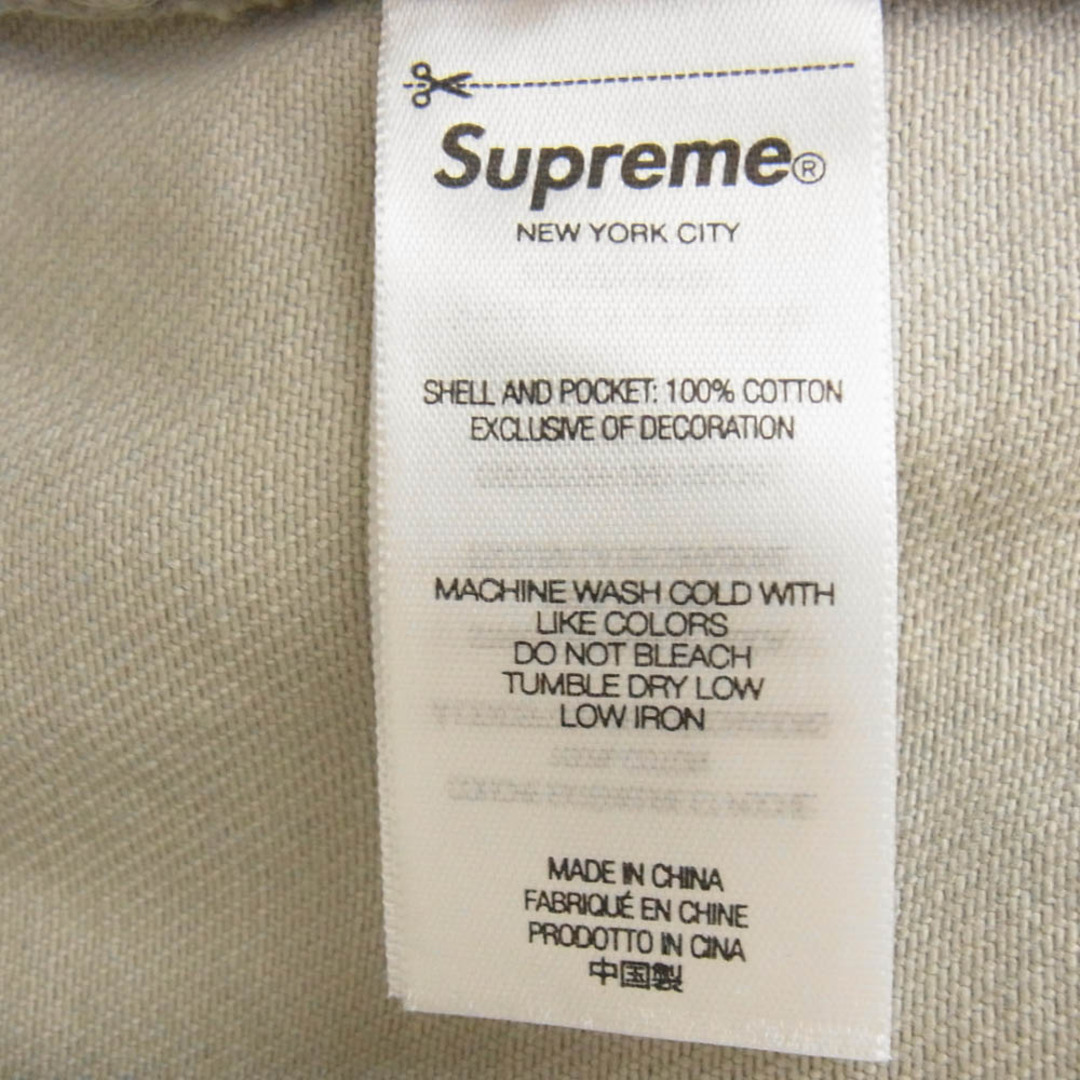 Supreme®
NEW YORK CITY
SHELL AND POCKET: 100% COTTON
EXCLUSIVE OF DECORATION
MACHINE WASH COLD WITH
LIKE COLORS
DO NOT BLEACH
TUMBLE DRY LOW
LOW IRON
MADE IN CHINA
FABRIQUÉ EN CHINE
PRODOTTO IN CINA
中国製